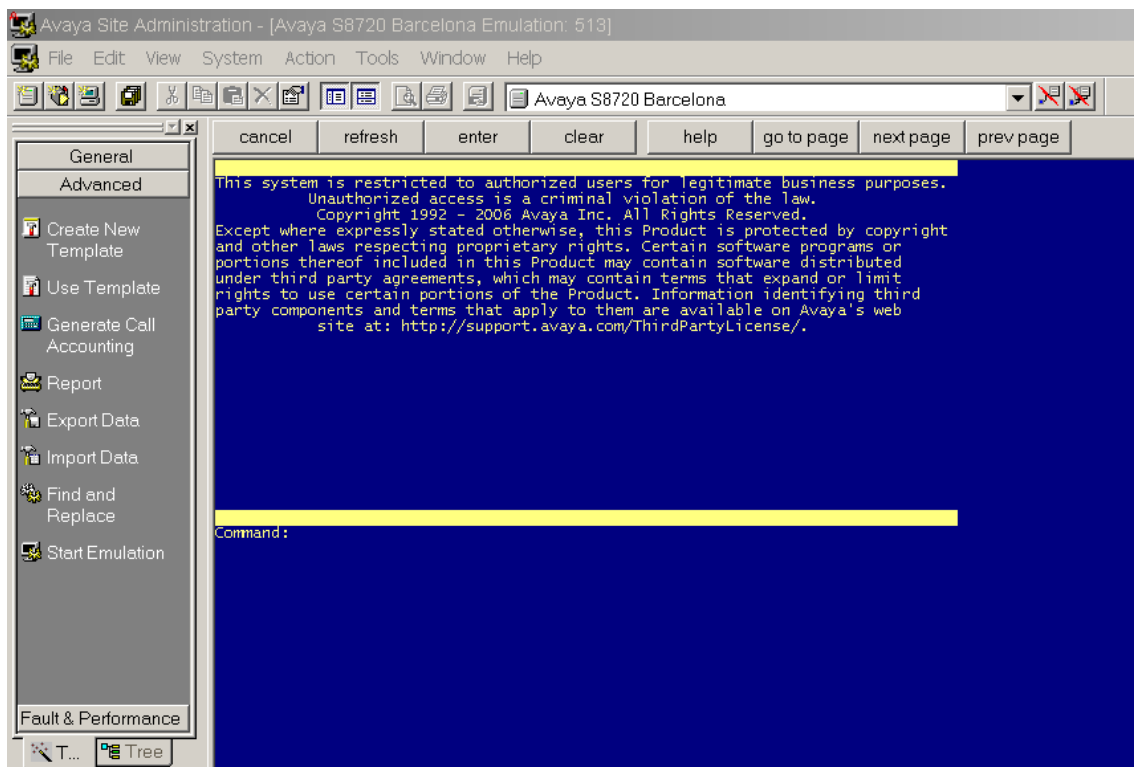 Avaya Site Administration - [Avaya S8720 Barcelona Emulation: 513]
File Edit View System Action Tools Window Help
Avaya S8720 Barcelona
cancel refresh enter clear help go to page next page prev page
General
Advanced
Create New
Template
Use Template
Generate Call
Accounting
Report
Export Data
Import Data
Find and
Replace
Start Emulation
Fault & Performance
T... Tree
This system is restricted to authorized users for legitimate business purposes.
Unauthorized access is a criminal violation of the law.
Copyright 1992 - 2006 Avaya Inc. All Rights Reserved.
Except where expressly stated otherwise, this Product is protected by copyright
and other laws respecting proprietary rights. Certain software programs or
portions thereof included in this Product may contain software distributed
under third party agreements, which may contain terms that expand or limit
rights to use certain portions of the Product. Information identifying third
party components and terms that apply to them are available on Avaya's web
site at: http://support.avaya.com/ThirdPartyLicense/.
Command: